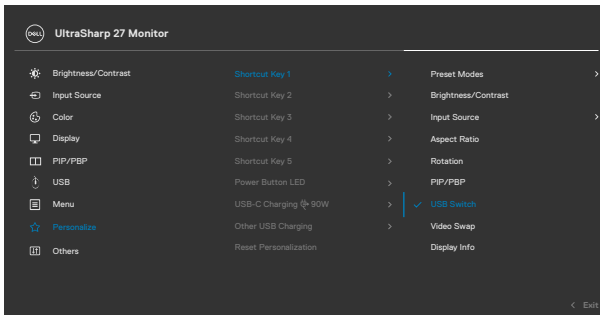 DELL UltraSharp 27 Monitor
Brightness/Contrast
Input Source
Color
Display
PIP/PBP
USB
Menu
Personalize
Others
Shortcut Key 1
Shortcut Key 2
Shortcut Key 3
Shortcut Key 4
Shortcut Key 5
Power Button LED
USB-C Charging 90W
Other USB Charging
Reset Personalization
Preset Modes
Brightness/Contrast
Input Source
Aspect Ratio
Rotation
PIP/PBP
USB Switch
Video Swap
Display Info
Exit